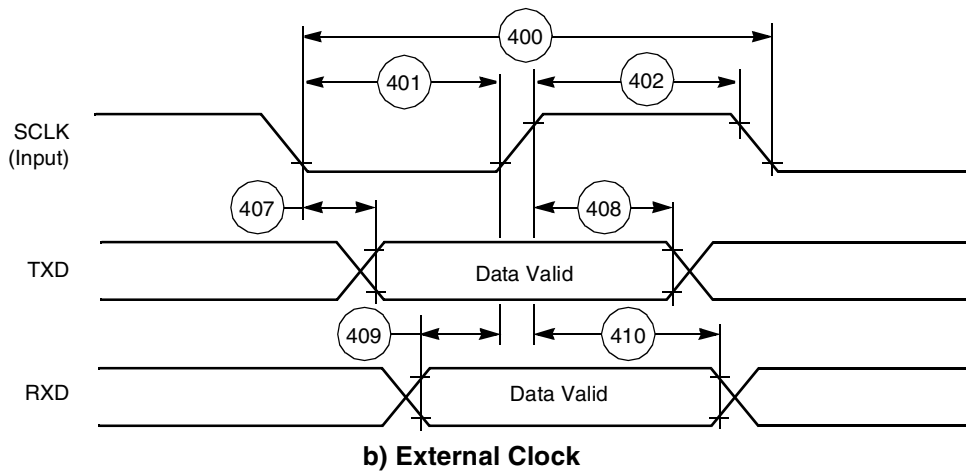 400
401
402
SCLK
(Input)
407
408
TXD
Data Valid
409
410
RXD
Data Valid
b) External Clock